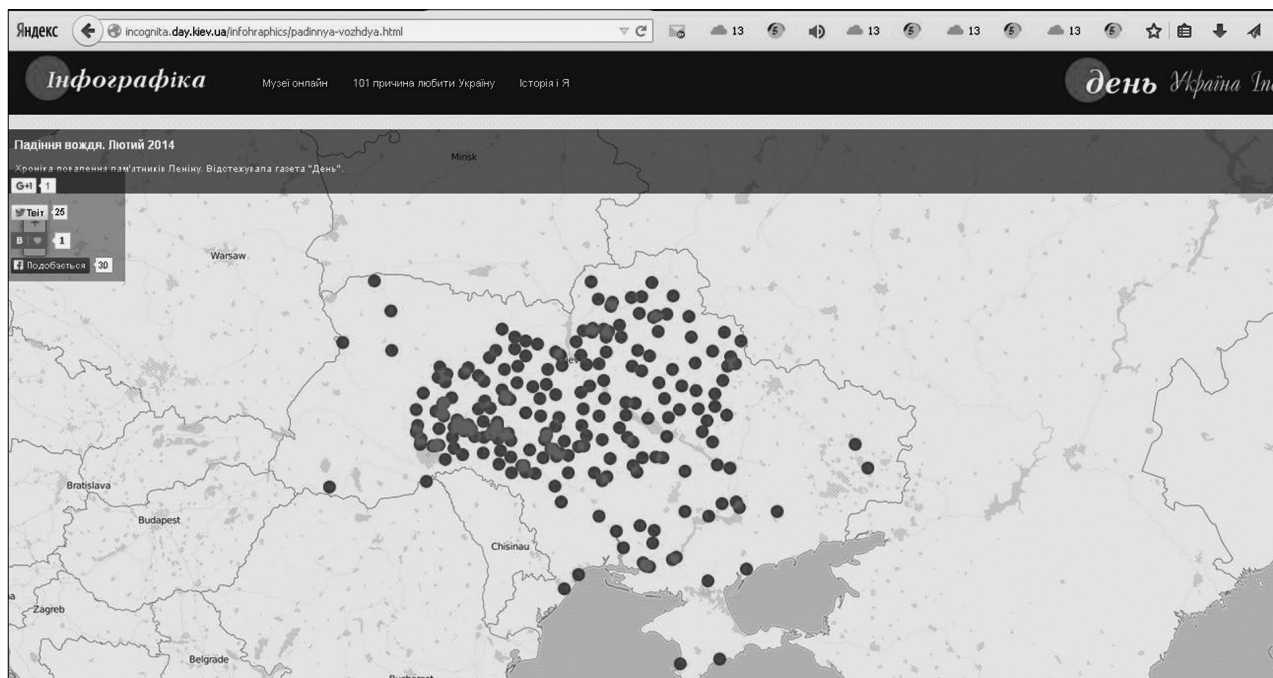 Яндекс
incognita.day.kiev.ua/infohraphics/padinnya-vozhdya.html
13
13
13
13
Інфографіка
Музеї онлайн
101 причина любити Україну
Історія і Я
день Україна Inc
Падіння вождя. Лютий 2014
Хроніка повалення пам'ятників Леніну. Відстежувала газета "День".
G+1 1
Твіт 25
+
В 1
Подобається 30
Minsk
Warsaw
Bratislava
Budapest
Chisinau
Zagreb
Belgrade
Bucharest